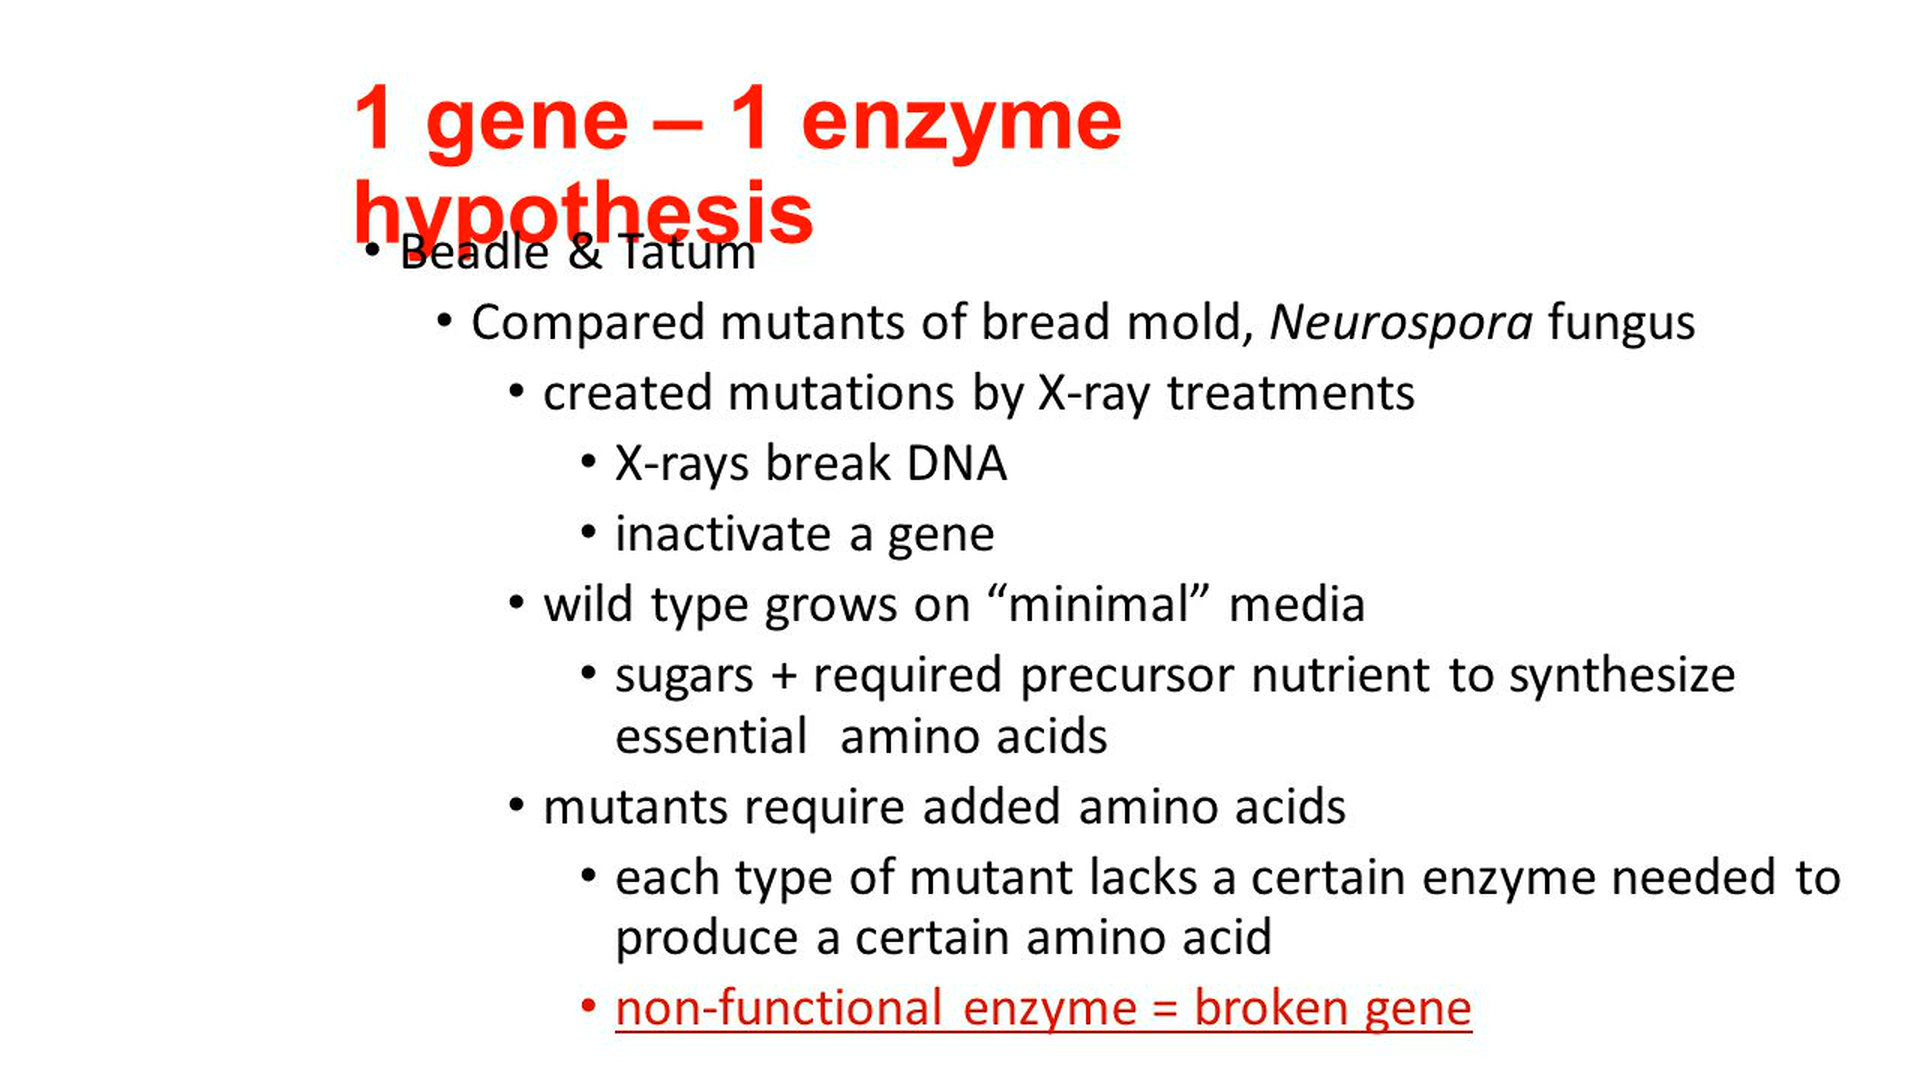 1 gene – 1 enzyme
hypothesis
• Beadle & Tatum
• Compared mutants of bread mold, Neurospora fungus
• created mutations by X-ray treatments
• X-rays break DNA
• inactivate a gene
• wild type grows on “minimal” media
• sugars + required precursor nutrient to synthesize
essential amino acids
• mutants require added amino acids
• each type of mutant lacks a certain enzyme needed to
produce a certain amino acid
• non-functional enzyme = broken gene